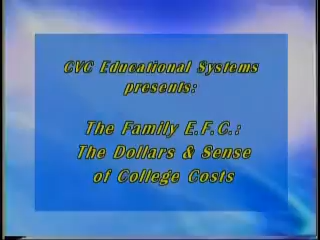 CVC Educational Systems
presents:
The Family E.F.C.:
The Dollars & Sense
of College Costs